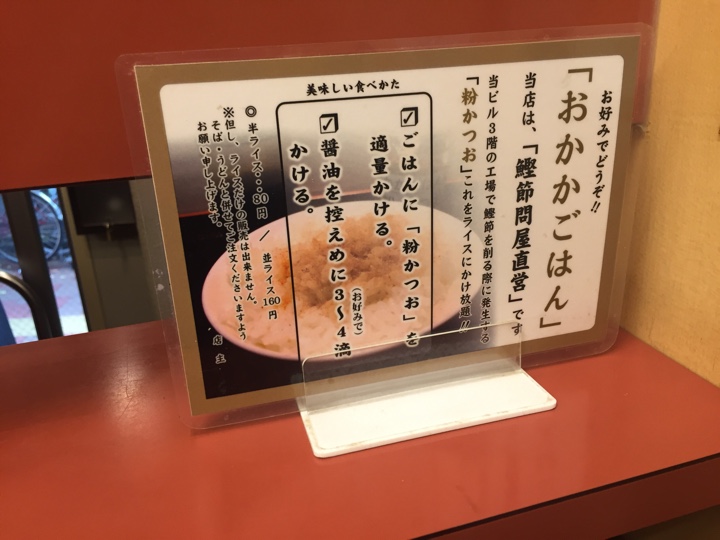 お好みでどうぞ!!
「おかかごはん」
当店は、「鰹節問屋直営」です
当ビル3階の工場で鰹節を削る際に発生する
「粉かつお」これをライスにかけ放題!!
美味しい食べかた
☑ごはんに「粉かつお」を
適量かける。
☑醤油を控えめに3〜4滴
(お好みで)
かける。
◎半ライス・・・80円 / 並ライス160円
※但し、ライスだけの販売は出来ません。
そば・うどんと併せてご注文くださいますよう
お願い申し上げます。
店主